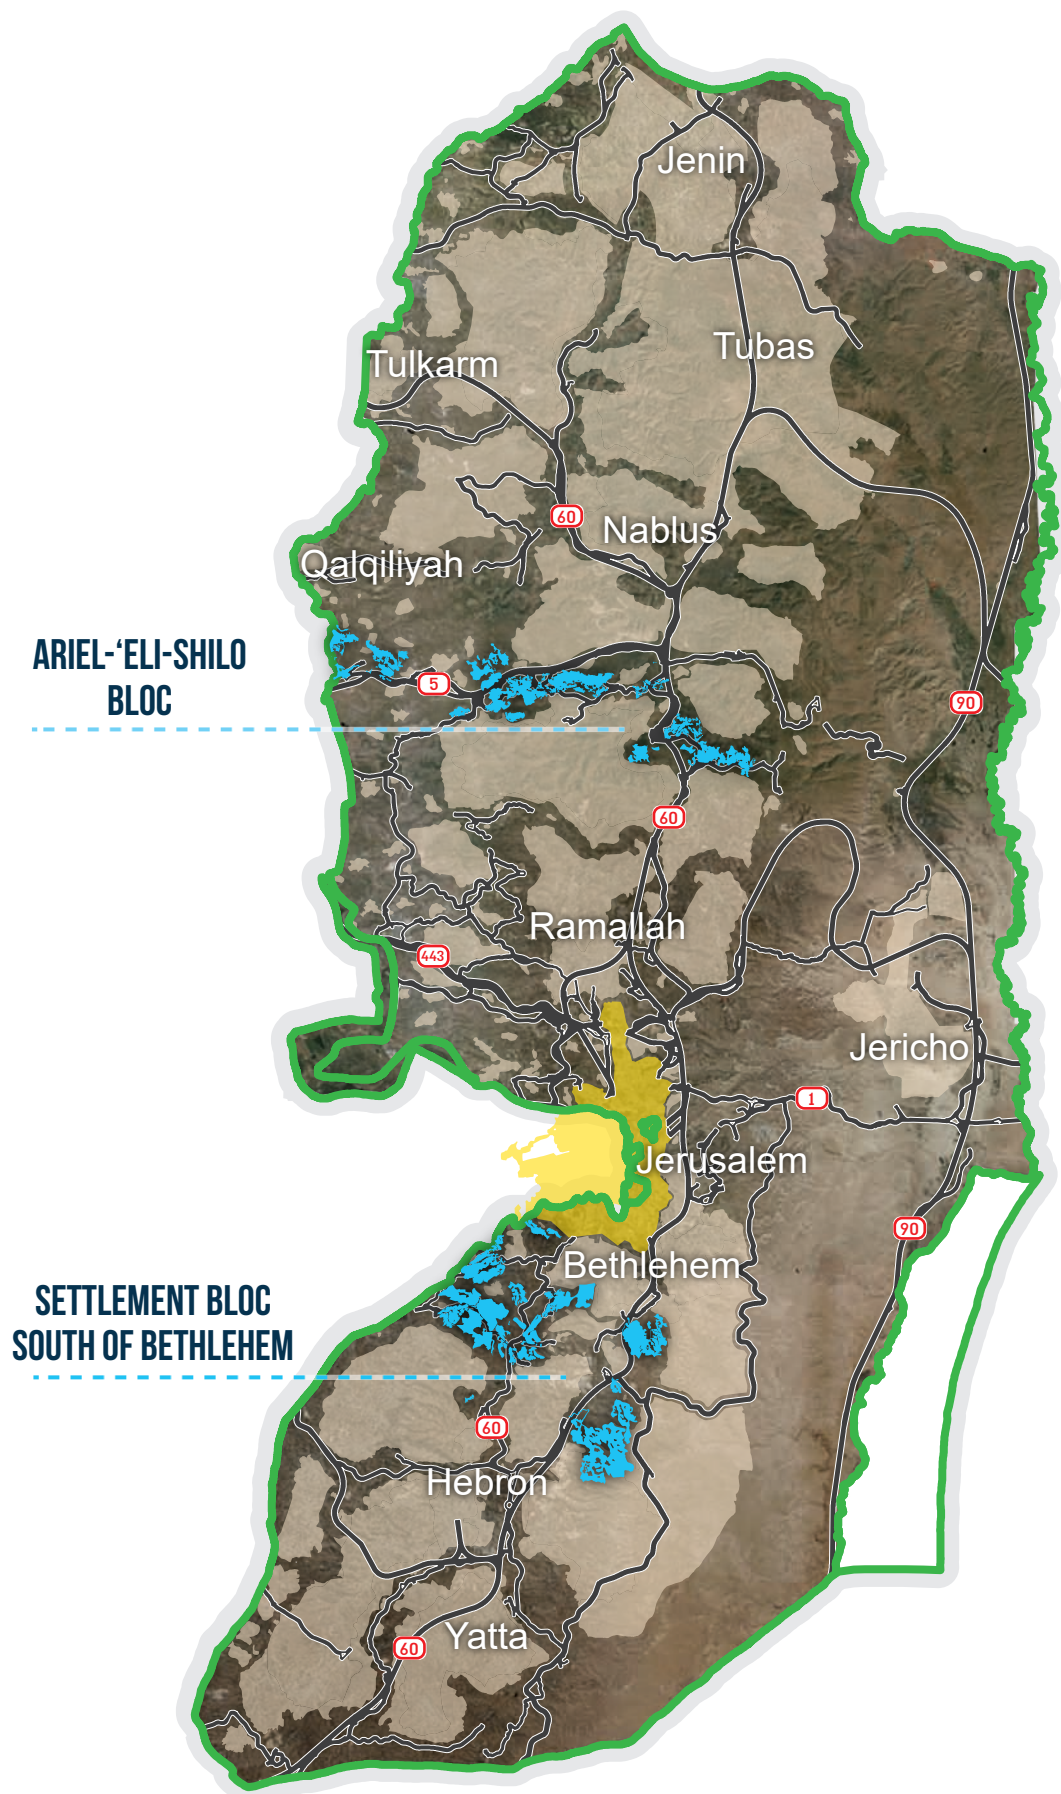 Jenin
Tubas
Tulkarm
60
Nablus
Qalqiliyah
ARIEL-‘ELI-SHILO
BLOC
5
90
60
Ramallah
443
Jericho
1
Jerusalem
90
Bethlehem
SETTLEMENT BLOC
SOUTH OF BETHLEHEM
60
Hebron
Yatta
60